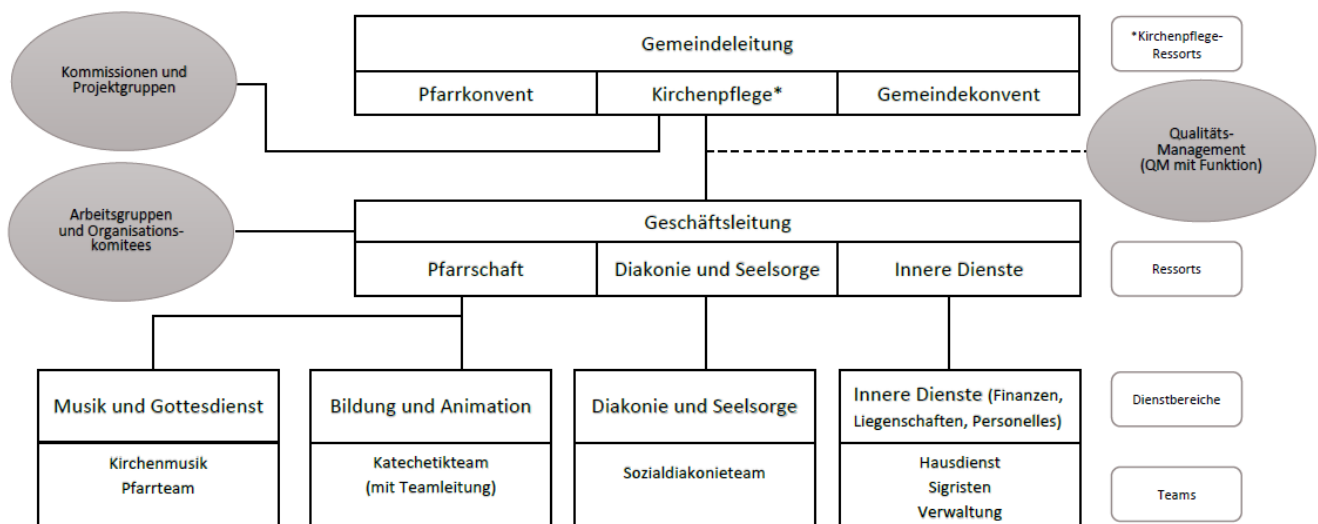 Gemeindeleitung
*Kirchenpflege-
Ressorts
Kommissionen und
Projektgruppen
Pfarrkonvent
Kirchenpflege*
Gemeindekonvent
Qualitäts-
Management
(QM mit Funktion)
Arbeitsgruppen
und Organisations-
komitees
Geschäftsleitung
Pfarrschaft
Diakonie und Seelsorge
Innere Dienste
Ressorts
Musik und Gottesdienst
Bildung und Animation
Diakonie und Seelsorge
Innere Dienste (Finanzen,
Liegenschaften, Personelles)
Dienstbereiche
Kirchenmusik
Pfarrteam
Katechetikteam
(mit Teamleitung)
Sozialdiakonieteam
Hausdienst
Sigristen
Verwaltung
Teams